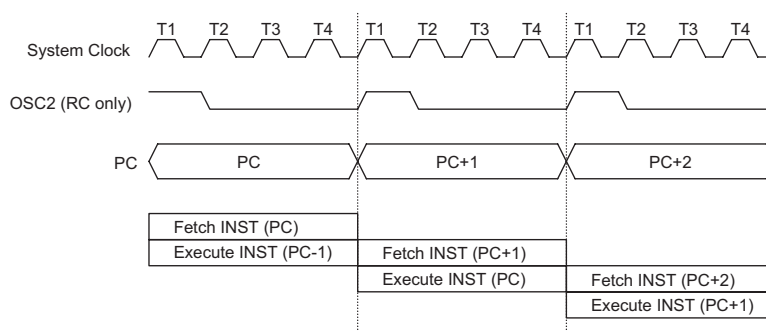 T1 T2 T3 T4 T1 T2 T3 T4 T1 T2 T3 T4
System Clock
OSC2 (RC only)
PC PC PC+1 PC+2
Fetch INST (PC)
Execute INST (PC-1) Fetch INST (PC+1)
Execute INST (PC) Fetch INST (PC+2)
Execute INST (PC+1)